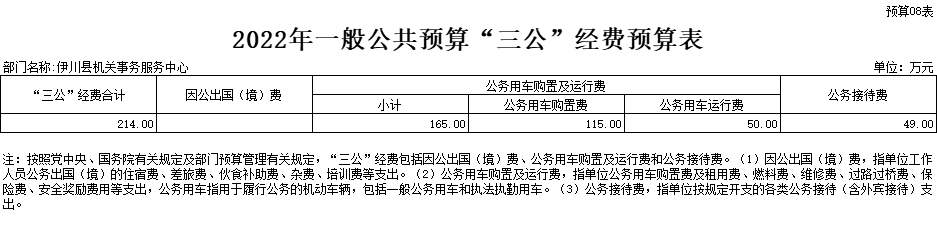 预算08表
2022年一般公共预算“三公”经费预算表
部门名称:伊川县机关事务服务中心 单位：万元
“三公”经费合计 因公出国（境）费 公务用车购置及运行费 公务接待费
小计 公务用车购置费 公务用车运行费
214.00 165.00 115.00 50.00 49.00
注：按照党中央、国务院有关规定及部门预算管理有关规定，“三公”经费包括因公出国（境）费、公务用车购置及运行费和公务接待费。（1）因公出国（境）费，指单位工作
人员公务出国（境）的住宿费、差旅费、伙食补助费、杂费、培训费等支出。（2）公务用车购置及运行费，指单位公务用车购置费及租用费、燃料费、维修费、过路过桥费、保
险费、安全奖励费用等支出，公务用车指用于履行公务的机动车辆，包括一般公务用车和执法执勤用车。（3）公务接待费，指单位按规定开支的各类公务接待（含外宾接待）支
出。